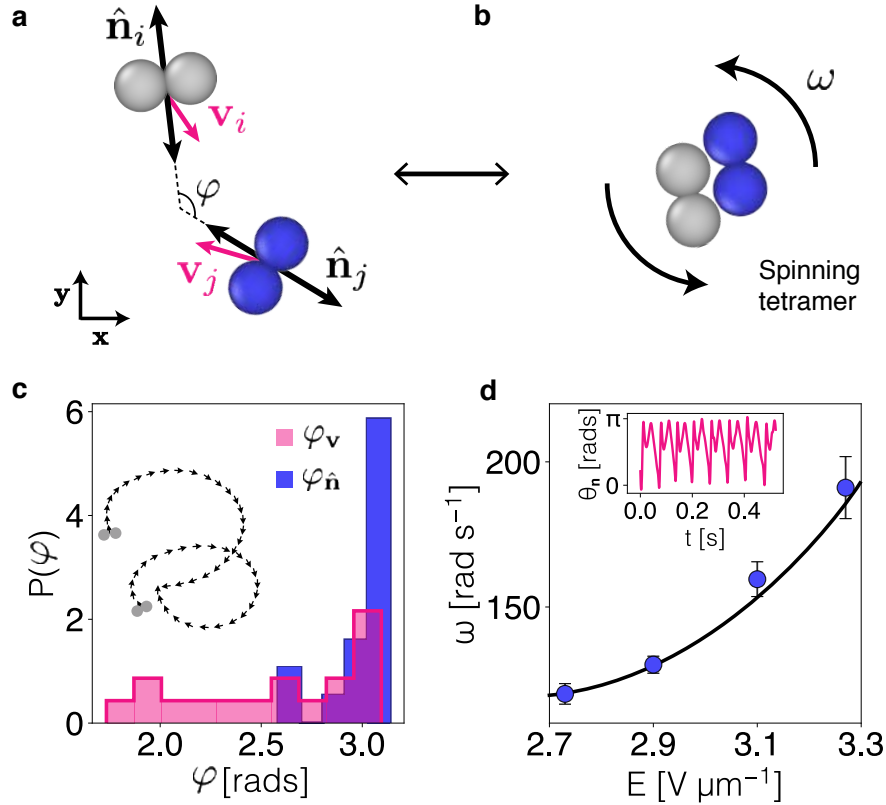 a
n̂ᵢ
vᵢ
φ
vⱼ
n̂ⱼ
y
x
b
ω
Spinning
tetramer
c
6
4
2
0
P(φ)
2.0 2.5 3.0
φ [rads]
φᵥ
φn̂
d
200
150
ω [rad s⁻¹]
2.7 2.9 3.1 3.3
E [V μm⁻¹]
π
0
θₙ [rads]
0.0 0.2 0.4
t [s]